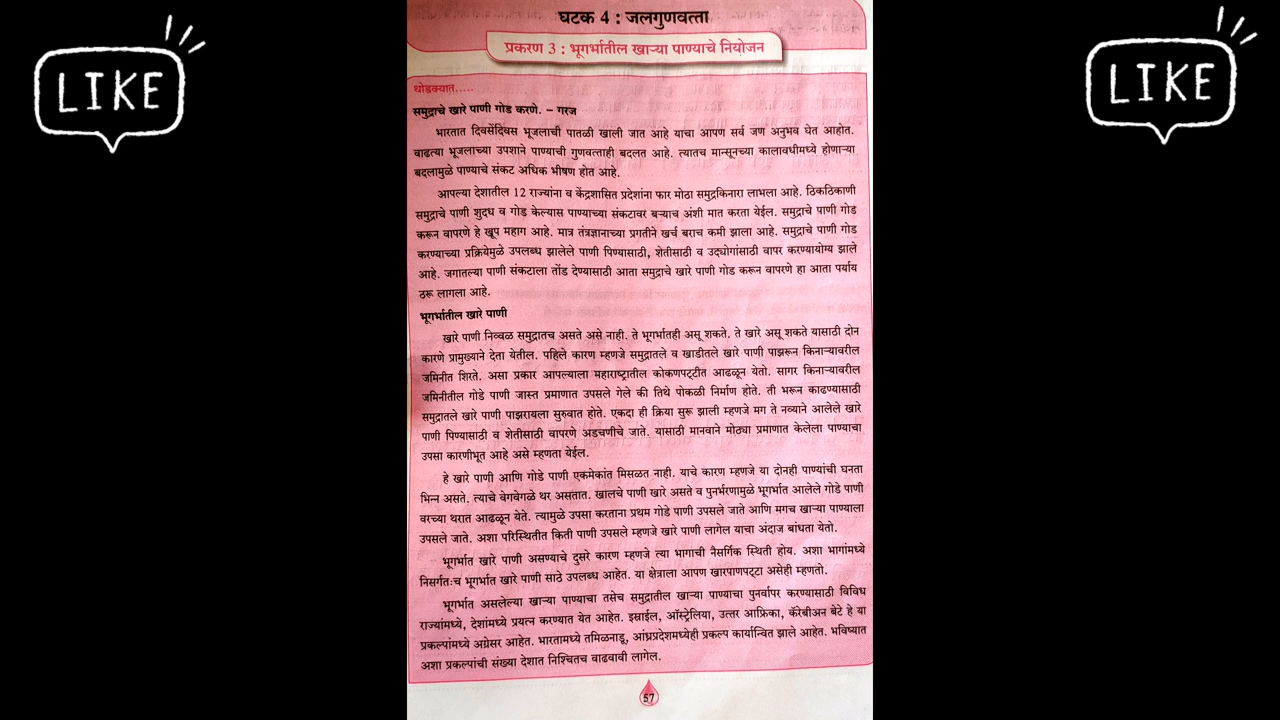 LIKE
LIKE
घटक 4 : जलगुणवत्ता
प्रकरण 3 : भूगर्भातील खाऱ्या पाण्याचे नियोजन
थोडक्यात.....
समुद्राचे खारे पाणी गोड करणे. – गरज
भारतात दिवसेंदिवस भूजलाची पातळी खाली जात आहे याचा आपण सर्व जण अनुभव घेत आहोत.
वाढत्या भूजलाच्या उपशाने पाण्याची गुणवत्ताही बदलत आहे. त्यातच मान्सूनच्या कालावधीमध्ये होणाऱ्या
बदलामुळे पाण्याचे संकट अधिक भीषण होत आहे.
आपल्या देशातील 12 राज्यांना व केंद्रशासित प्रदेशांना फार मोठा समुद्रकिनारा लाभला आहे. ठिकठिकाणी
समुद्राचे पाणी शुद्ध व गोड केल्यास पाण्याच्या संकटावर बऱ्याच अंशी मात करता येईल. समुद्राचे पाणी गोड
करून वापरणे हे खूप महाग आहे. मात्र तंत्रज्ञानाच्या प्रगतीने खर्च बराच कमी झाला आहे. समुद्राचे पाणी गोड
करण्याच्या प्रक्रियेमुळे उपलब्ध झालेले पाणी पिण्यासाठी, शेतीसाठी व उद्योगांसाठी वापर करण्यायोग्य झाले
आहे. जगातल्या पाणी संकटाला तोंड देण्यासाठी आता समुद्राचे खारे पाणी गोड करून वापरणे हा आता पर्याय
ठरू लागला आहे.
भूगर्भातील खारे पाणी
खारे पाणी निव्वळ समुद्रातच असते असे नाही. ते भूगर्भातही असू शकते. ते खारे असू शकते यासाठी दोन
कारणे प्रामुख्याने देता येतील. पहिले कारण म्हणजे समुद्रातले व खाडीतले खारे पाणी पाझरून किनाऱ्यावरील
जमिनीत शिरते. असा प्रकार आपल्याला महाराष्ट्रातील कोकणपट्टीत आढळून येतो. सागर किनाऱ्यावरील
जमिनीतील गोडे पाणी जास्त प्रमाणात उपसले गेले की तिथे पोकळी निर्माण होते. ती भरून काढण्यासाठी
समुद्रातले खारे पाणी पाझरायला सुरुवात होते. एकदा ही क्रिया सुरू झाली म्हणजे मग ते नव्याने आलेले खारे
पाणी पिण्यासाठी व शेतीसाठी वापरणे अडचणीचे जाते. यासाठी मानवाने मोठ्या प्रमाणात केलेला पाण्याचा
उपसा कारणीभूत आहे असे म्हणता येईल.
हे खारे पाणी आणि गोडे पाणी एकमेकांत मिसळत नाही. याचे कारण म्हणजे या दोनही पाण्यांची घनता
भिन्न असते. त्याचे वेगवेगळे थर असतात. खालचे पाणी खारे असते व पुनर्भरणामुळे भूगर्भात आलेले गोडे पाणी
वरच्या थरात आढळून येते. त्यामुळे उपसा करताना प्रथम गोडे पाणी उपसले जाते आणि मगच खाऱ्या पाण्याला
उपसले जाते. अशा परिस्थितीत किती पाणी उपसले म्हणजे खारे पाणी लागेल याचा अंदाज बांधता येतो.
भूगर्भात खारे पाणी असण्याचे दुसरे कारण म्हणजे त्या भागाची नैसर्गिक स्थिती होय. अशा भागांमध्ये
निसर्गतःच भूगर्भात खारे पाणी साठे उपलब्ध आहेत. या क्षेत्राला आपण खारपाणपट्टा असेही म्हणतो.
भूगर्भात असलेल्या खाऱ्या पाण्याचा तसेच समुद्रातील खाऱ्या पाण्याचा पुनर्वापर करण्यासाठी विविध
राज्यांमध्ये, देशांमध्ये प्रयत्न करण्यात येत आहेत. इस्राईल, ऑस्ट्रेलिया, उत्तर आफ्रिका, कॅरेबीअन बेटे हे या
प्रकल्पांमध्ये अग्रेसर आहेत. भारतामध्ये तमिळनाडू, आंध्रप्रदेशमध्येही प्रकल्प कार्यान्वित झाले आहेत. भविष्यात
अशा प्रकल्पांची संख्या देशात निश्चितच वाढवावी लागेल.
57